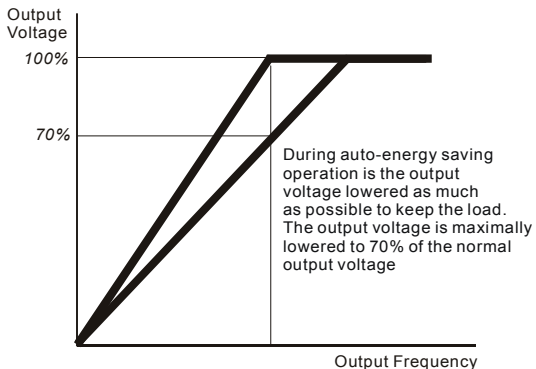 Output
Voltage
100%
70%
During auto-energy saving
operation is the output
voltage lowered as much
as possible to keep the load.
The output voltage is maximally
lowered to 70% of the normal
output voltage
Output Frequency